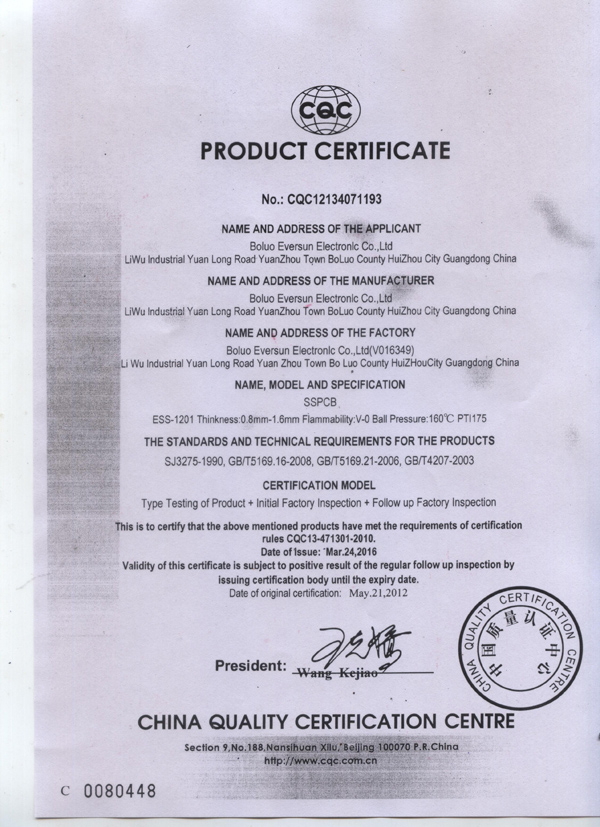 CQC
PRODUCT CERTIFICATE
No.: CQC12134071193
NAME AND ADDRESS OF THE APPLICANT
Boluo Eversun Electronlc Co.,Ltd
LiWu Industrial Yuan Long Road YuanZhou Town BoLuo County HuiZhou City Guangdong China
NAME AND ADDRESS OF THE MANUFACTURER
Boluo Eversun Electronlc Co.,Ltd
LiWu Industrial Yuan Long Road YuanZhou Town BoLuo County HuiZhou City Guangdong China
NAME AND ADDRESS OF THE FACTORY
Boluo Eversun Electronlc Co.,Ltd(V016349)
Li Wu Industrial Yuan Long Road Yuan Zhou Town Bo Luo County HuiZHouCity Guangdong China
NAME, MODEL AND SPECIFICATION
SSPCB
ESS-1201 Thinkness:0.8mm-1.6mm Flammability:V-0 Ball Pressure:160℃ PTI175
THE STANDARDS AND TECHNICAL REQUIREMENTS FOR THE PRODUCTS
SJ3275-1990, GB/T5169.16-2008, GB/T5169.21-2006, GB/T4207-2003
CERTIFICATION MODEL
Type Testing of Product + Initial Factory Inspection + Follow up Factory Inspection
This is to certify that the above mentioned products have met the requirements of certification
rules CQC13-471301-2010.
Date of Issue: Mar.24,2016
Validity of this certificate is subject to positive result of the regular follow up inspection by
issuing certification body until the expiry date.
Date of original certification: May.21,2012
President: Wang Kejiao
CHINA QUALITY CERTIFICATION CENTRE
中国质量认证中心
CHINA QUALITY CERTIFICATION CENTRE
Section 9,No.188,Nansihuan Xilu,Beijing 100070 P.R.China
http://www.cqc.com.cn
C 0080448